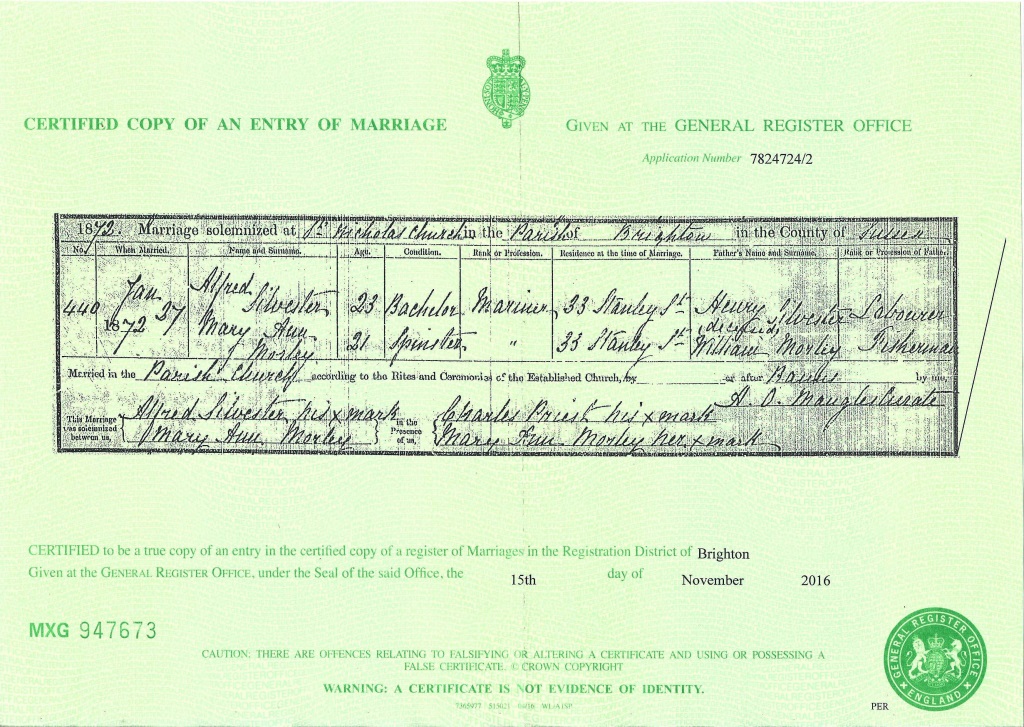 CERTIFIED COPY OF AN ENTRY OF MARRIAGE
GIVEN AT THE GENERAL REGISTER OFFICE
Application Number 7824724/2
1872. Marriage solemnized at St. Nicholas Church in the Parish of Brighton in the County of Sussex
No. When Married. Name and Surname. Age. Condition. Rank or Profession. Residence at the time of Marriage. Father's Name and Surname. Rank or Profession of Father.
440 Jan 27 1872 Alfred Silvester 23 Bachelor Mariner 33 Stanley St Henry Silvester (deceased) Labourer
Mary Ann Morley 21 Spinster " 33 Stanley St William Morley Fisherman
Married in the Parish Church according to the Rites and Ceremonies of the Established Church, by or after Banns by me,
A. O.
This Marriage was solemnized between us, Alfred Silvester his x mark In the Presence of us, Charles Priest his x mark
Mary Ann Morley Mary Ann Morley her x mark
CERTIFIED to be a true copy of an entry in the certified copy of a register of Marriages in the Registration District of Brighton
Given at the GENERAL REGISTER OFFICE, under the Seal of the said Office, the 15th day of November 2016
MXG 947673
CAUTION: THERE ARE OFFENCES RELATING TO FALSIFYING OR ALTERING A CERTIFICATE AND USING OR POSSESSING A
FALSE CERTIFICATE. © CROWN COPYRIGHT
WARNING: A CERTIFICATE IS NOT EVIDENCE OF IDENTITY.
GENERAL REGISTER OFFICE
ENGLAND
PER